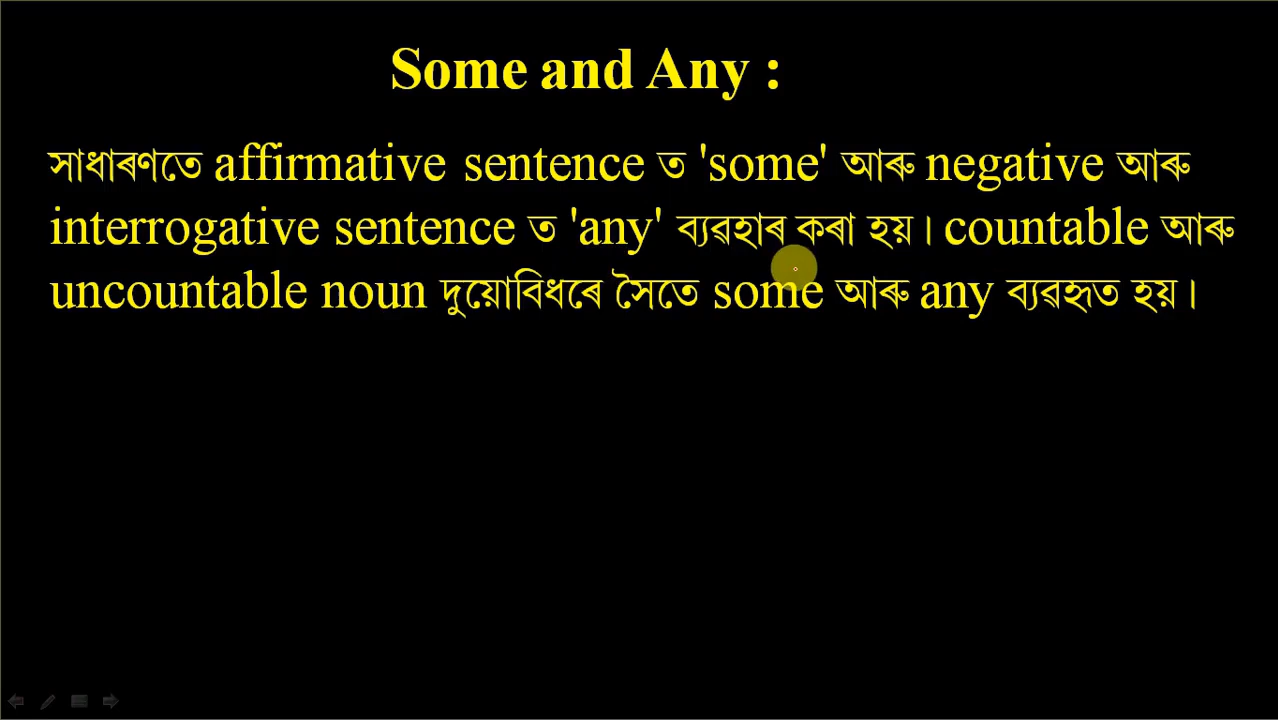 Some and Any :
সাধাৰণতে affirmative sentence ত 'some' আৰু negative আৰু
interrogative sentence ত 'any' ব্যৱহাৰ কৰা হয়। countable আৰু
uncountable noun দুয়োবিধৰে সৈতে some আৰু any ব্যৱহৃত হয়।